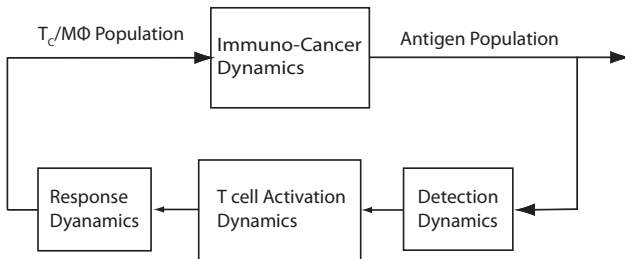 T_C/MΦ Population
Immuno-Cancer
Dynamics
Antigen Population
Response
Dyanamics
T cell Activation
Dynamics
Detection
Dynamics